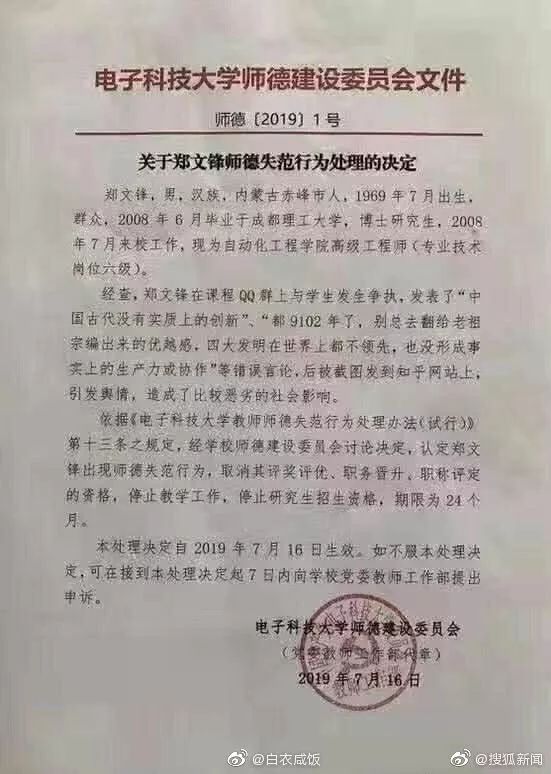 电子科技大学师德建设委员会文件
师德〔2019〕1号
关于郑文锋师德失范行为处理的决定
郑文锋，男，汉族，内蒙古赤峰市人，1969年7月出生，
群众，2008年6月毕业于成都理工大学，博士研究生，2008
年7月来校工作，现为自动化工程学院高级工程师（专业技术
岗位六级）。
经查，郑文锋在课程QQ群上与学生发生争执，发表了“中
国古代没有实质上的创新”、“都9102年了，别总去翻给老祖
宗编出来的优越感，四大发明在世界上都不领先，也没形成事
实上的生产力或协作”等错误言论，后被截图发到知乎网站上，
引发舆情，造成了比较恶劣的社会影响。
依据《电子科技大学教师师德失范行为处理办法（试行）》
第十三条之规定，经学校师德建设委员会讨论决定，认定郑文
锋出现师德失范行为，取消其评奖评优、职务晋升、职称评定
的资格，停止教学工作，停止研究生招生资格，期限为24个
月。
本处理决定自2019年7月16日生效。如不服本处理决
定，可在接到本处理决定起7日内向学校党委教师工作部提出
申诉。
电子科技大学师德建设委员会
（党委教师工作部代章）
2019年7月16日
教师工作部
@白衣咸饭
@搜狐新闻